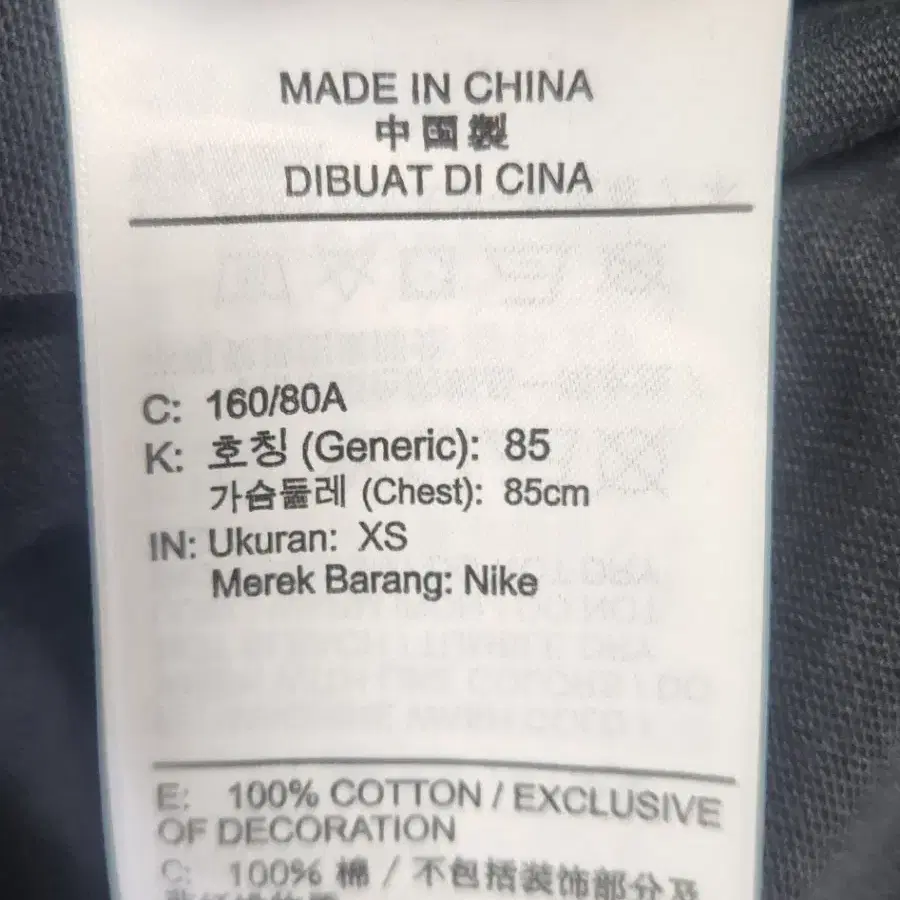 MADE IN CHINA
中国製
DIBUAT DI CINA
C: 160/80A
K: 호칭 (Generic): 85
가슴둘레 (Chest): 85cm
IN: Ukuran: XS
Merek Barang: Nike
E: 100% COTTON / EXCLUSIVE
OF DECORATION
C: 100% 棉 / 不包括装饰部分及